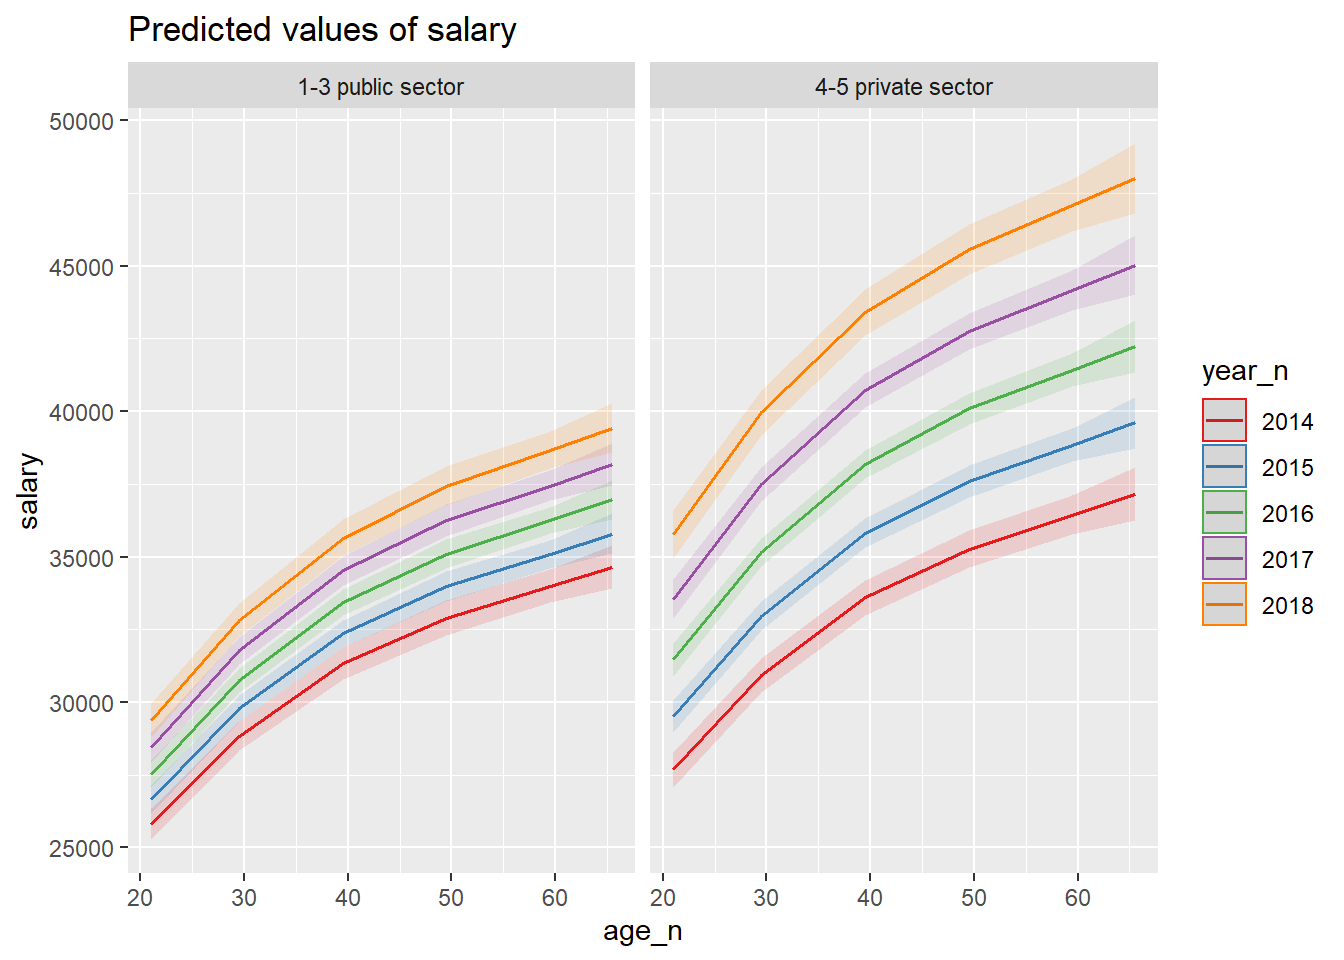 Predicted values of salary
1-3 public sector
4-5 private sector
50000
45000
40000
35000
30000
25000
salary
20 30 40 50 60
20 30 40 50 60
age_n
year_n
2014
2015
2016
2017
2018